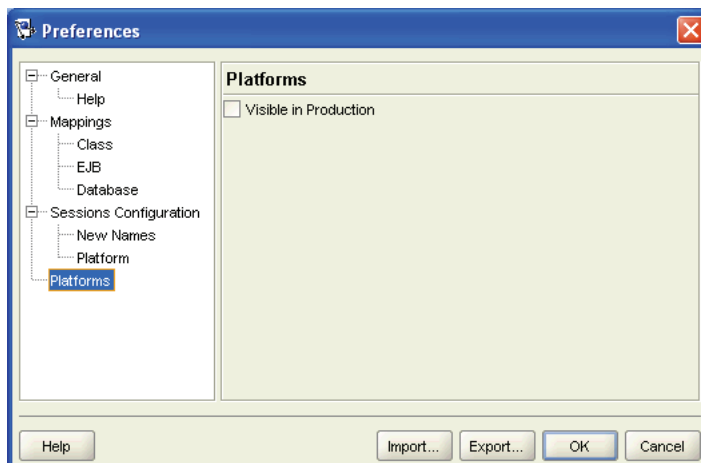 Preferences
General
Help
Mappings
Class
EJB
Database
Sessions Configuration
New Names
Platform
Platforms
Platforms
Visible in Production
Help
Import...
Export...
OK
Cancel